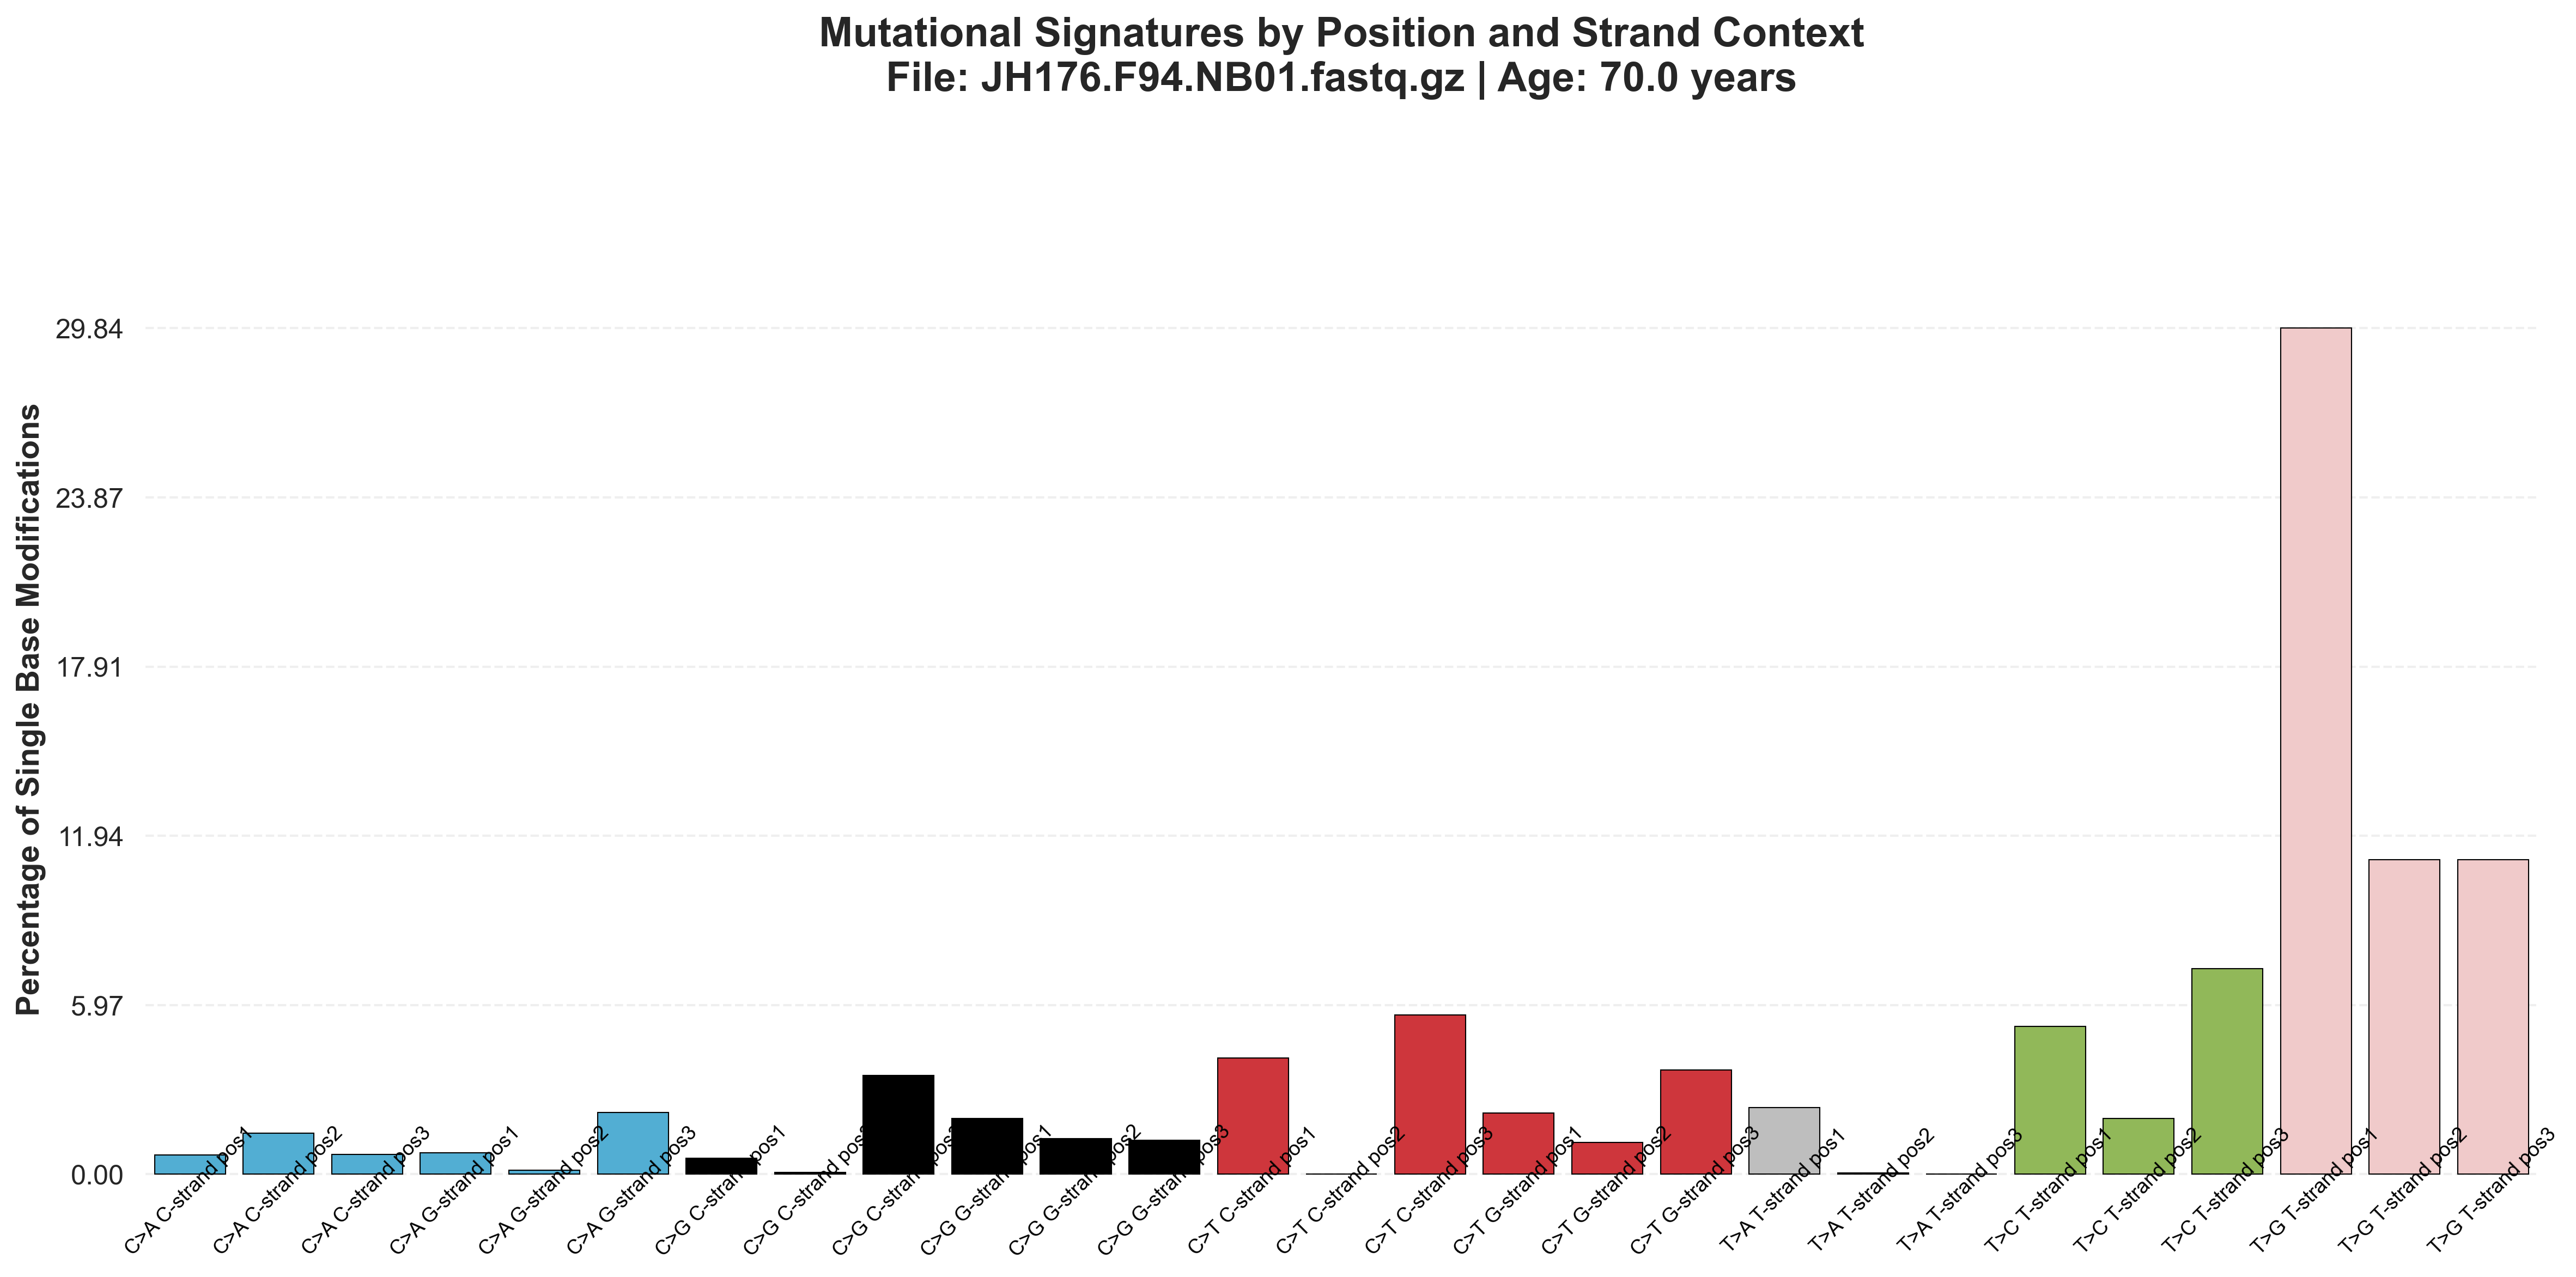 Mutational Signatures by Position and Strand Context
File: JH176.F94.NB01.fastq.gz | Age: 70.0 years
Percentage of Single Base Modifications
29.84
23.87
17.91
11.94
5.97
0.00
C>A C-strand pos1
C>A C-strand pos2
C>A C-strand pos3
C>A G-strand pos1
C>A G-strand pos2
C>A G-strand pos3
C>G C-strand pos1
C>G C-strand pos2
C>G C-strand pos3
C>G G-strand pos1
C>G G-strand pos2
C>G G-strand pos3
C>T C-strand pos1
C>T C-strand pos2
C>T C-strand pos3
C>T G-strand pos1
C>T G-strand pos2
C>T G-strand pos3
T>A T-strand pos1
T>A T-strand pos2
T>A T-strand pos3
T>C T-strand pos1
T>C T-strand pos2
T>C T-strand pos3
T>G T-strand pos1
T>G T-strand pos2
T>G T-strand pos3